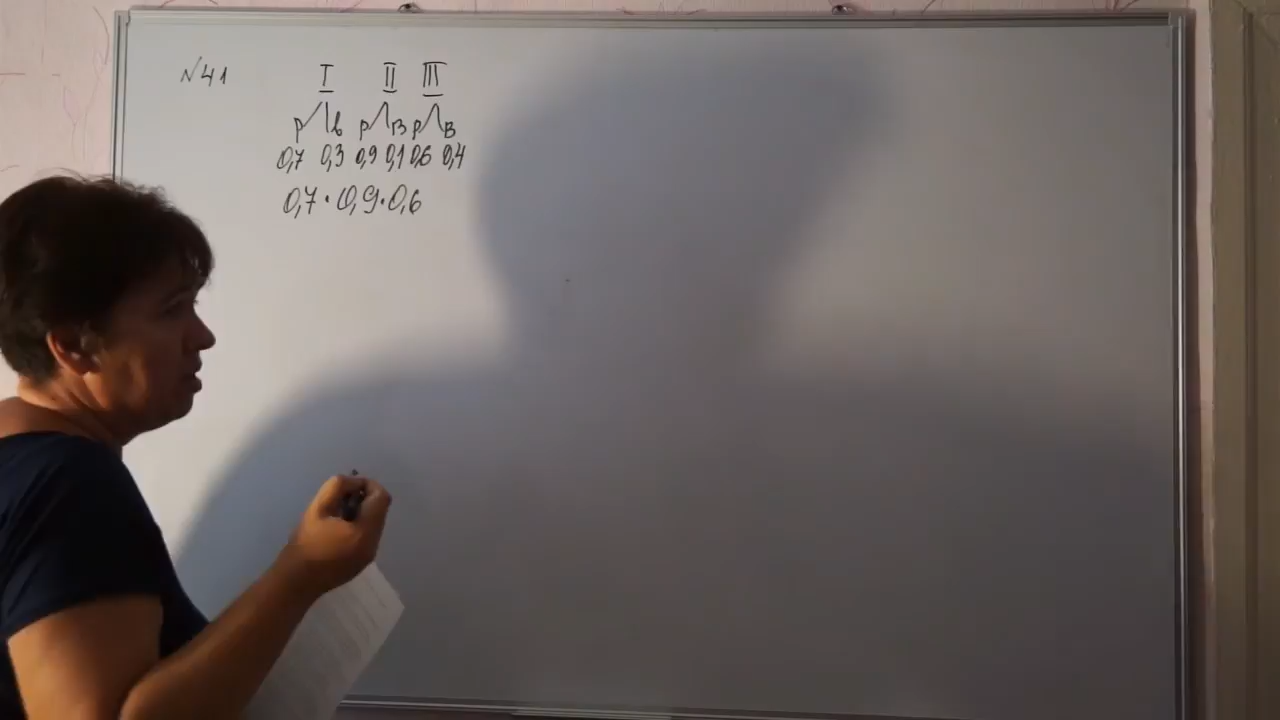 №41 I II III
р в р в р в
0,7 0,3 0,9 0,1 0,6 0,4
0,7 · 0,9 · 0,6